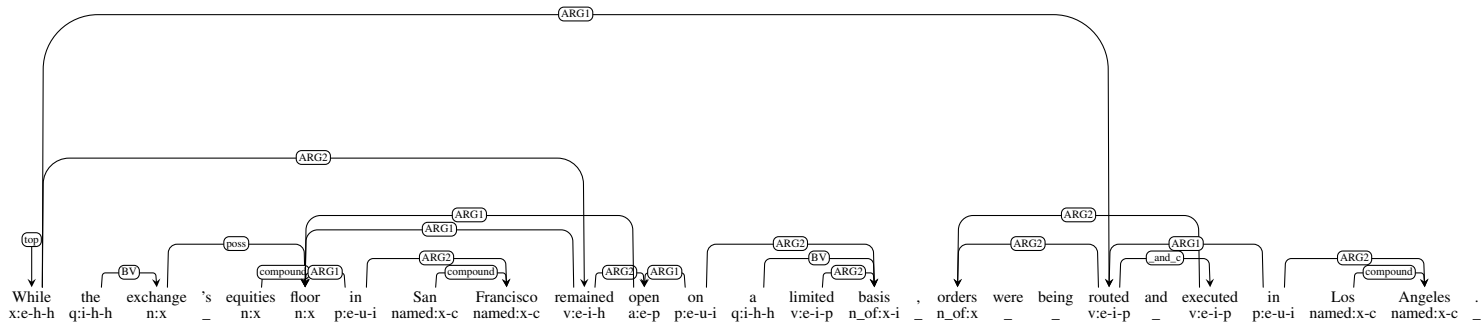 ARG1
ARG2
ARG1 ARG2
top ARG1
poss ARG2 ARG2 ARG1
compound ARG1 ARG2 BV _and_c ARG2
BV compound ARG2 ARG1 ARG2 compound
While the exchange 's equities floor in San Francisco remained open on a limited basis , orders were being routed and executed in Los Angeles .
x:e-h-h q:i-h-h n:x _ n:x n:x p:e-u-i named:x-c named:x-c v:e-i-h a:e-p p:e-u-i q:i-h-h v:e-i-p n_of:x-i _ n_of:x _ _ v:e-i-p _ v:e-i-p p:e-u-i named:x-c named:x-c _